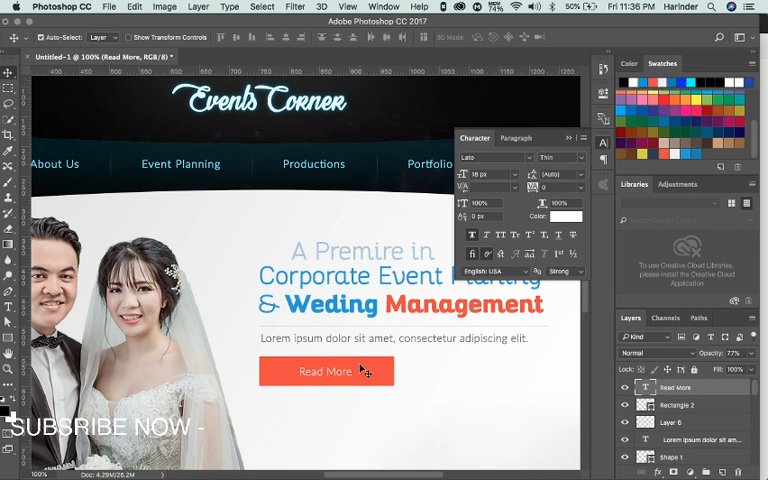 Photoshop CC File Edit Image Layer Type Select Filter 3D View Window Help 74% 50% Fri 11:36 PM Harinder
Adobe Photoshop CC 2017
Auto-Select: Layer Show Transform Controls 3D Mode:
Untitled-1 @ 100% (Read More, RGB/8) *
Color Swatches
Events Corner
Character Paragraph
Lato Thin
18 px (Auto)
0
100% 100%
0 px Color:
English: USA Strong
About Us Event Planning Productions Portfolio
Libraries Adjustments
To use Creative Cloud Libraries,
please install the Creative Cloud
Application
A Premire in
Corporate Event Planing
& Weding Management
Lorem ipsum dolor sit amet, consectetur adipiscing elit.
Read More
SUBSRIBE NOW -
Layers Channels Paths
Kind
Normal Opacity: 77%
Lock: Fill: 100%
Read More
Rectangle 2
Layer 6
Lorem ipsum dolor sit am...
Shape 1
100% Doc: 4.29M/26.2M